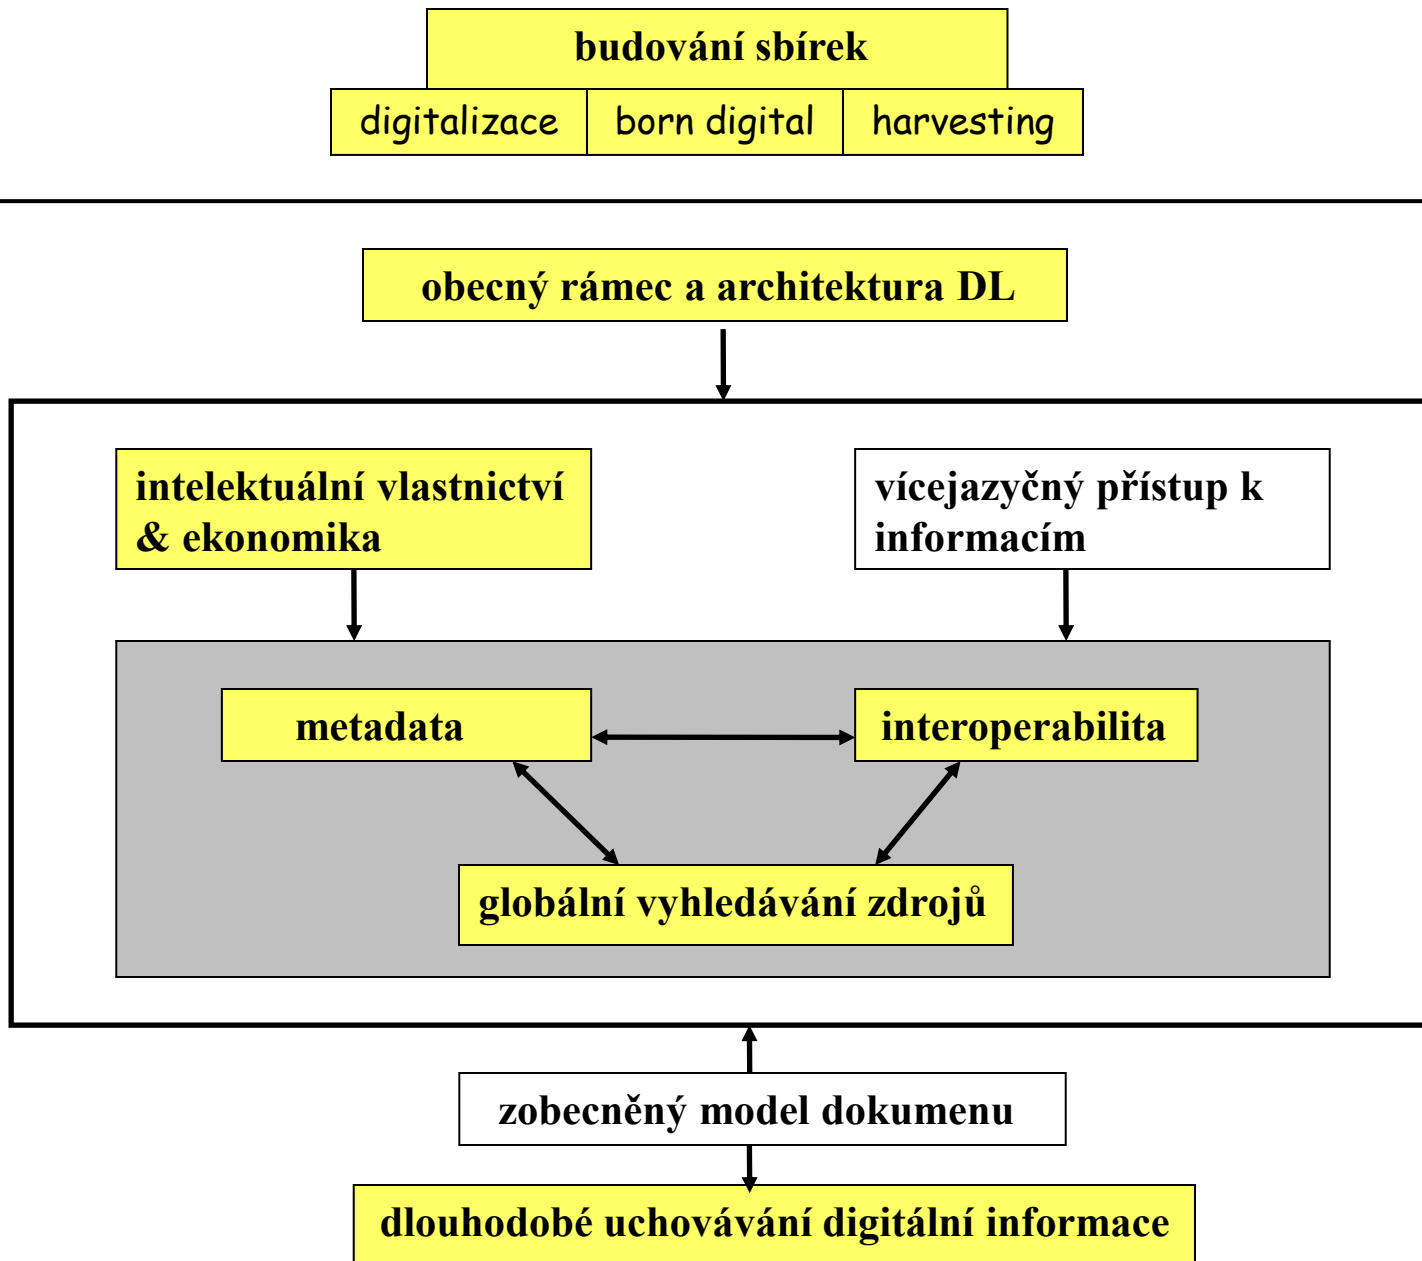 budování sbírek
digitalizace born digital harvesting
obecný rámec a architektura DL
intelektuální vlastnictví
& ekonomika
vícejazyčný přístup k
informacím
metadata
interoperabilita
globální vyhledávání zdrojů
zobecněný model dokumenu
dlouhodobé uchovávání digitální informace